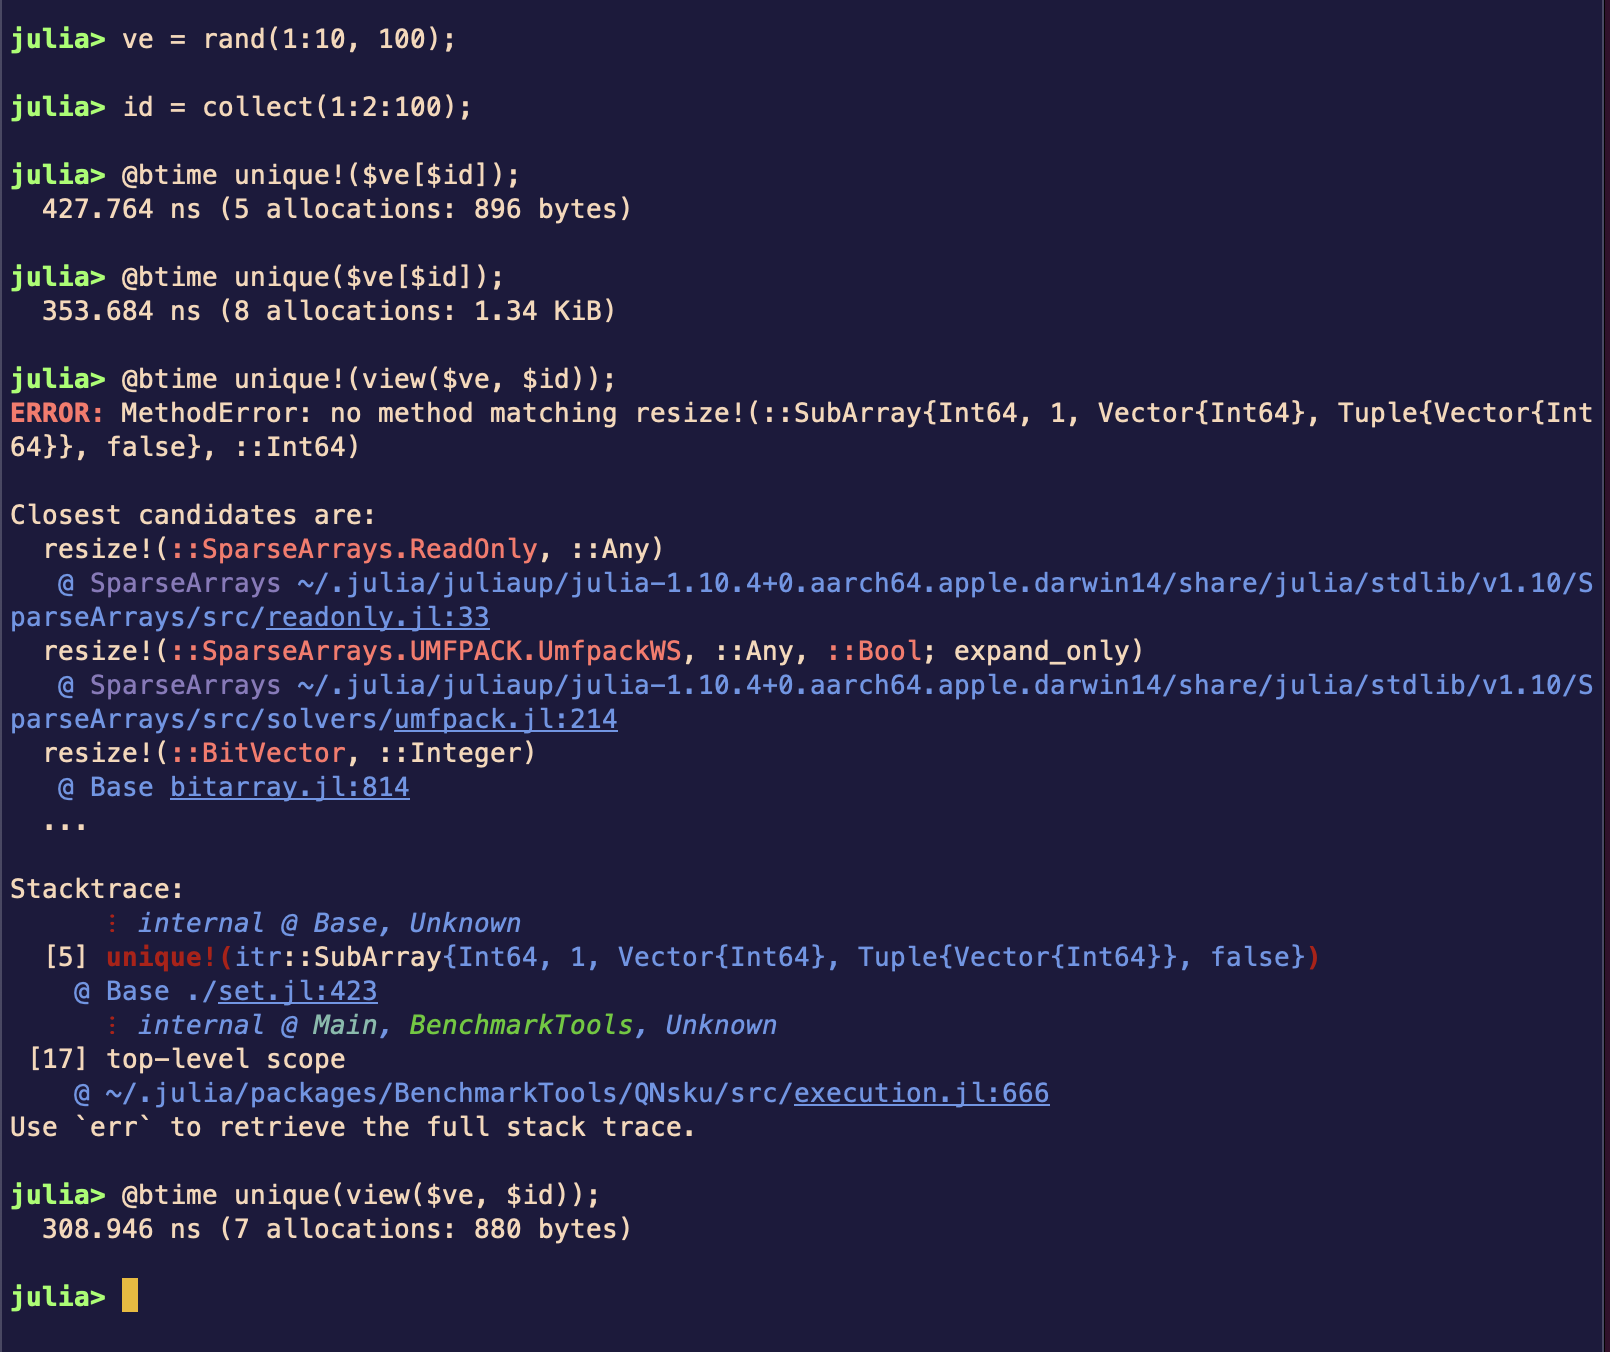 julia> ve = rand(1:10, 100);
julia> id = collect(1:2:100);
julia> @btime unique!($ve[$id]);
  427.764 ns (5 allocations: 896 bytes)
julia> @btime unique($ve[$id]);
  353.684 ns (8 allocations: 1.34 KiB)
julia> @btime unique!(view($ve, $id));
ERROR: MethodError: no method matching resize!(::SubArray{Int64, 1, Vector{Int64}, Tuple{Vector{Int
64}}, false}, ::Int64)
Closest candidates are:
  resize!(::SparseArrays.ReadOnly, ::Any)
   @ SparseArrays ~/.julia/juliaup/julia-1.10.4+0.aarch64.apple.darwin14/share/julia/stdlib/v1.10/S
parseArrays/src/readonly.jl:33
  resize!(::SparseArrays.UMFPACK.UmfpackWS, ::Any, ::Bool; expand_only)
   @ SparseArrays ~/.julia/juliaup/julia-1.10.4+0.aarch64.apple.darwin14/share/julia/stdlib/v1.10/S
parseArrays/src/solvers/umfpack.jl:214
  resize!(::BitVector, ::Integer)
   @ Base bitarray.jl:814
  ...
Stacktrace:
      ⋮ internal @ Base, Unknown
  [5] unique!(itr::SubArray{Int64, 1, Vector{Int64}, Tuple{Vector{Int64}}, false})
    @ Base ./set.jl:423
      ⋮ internal @ Main, BenchmarkTools, Unknown
 [17] top-level scope
    @ ~/.julia/packages/BenchmarkTools/QNsku/src/execution.jl:666
Use `err` to retrieve the full stack trace.
julia> @btime unique(view($ve, $id));
  308.946 ns (7 allocations: 880 bytes)
julia>